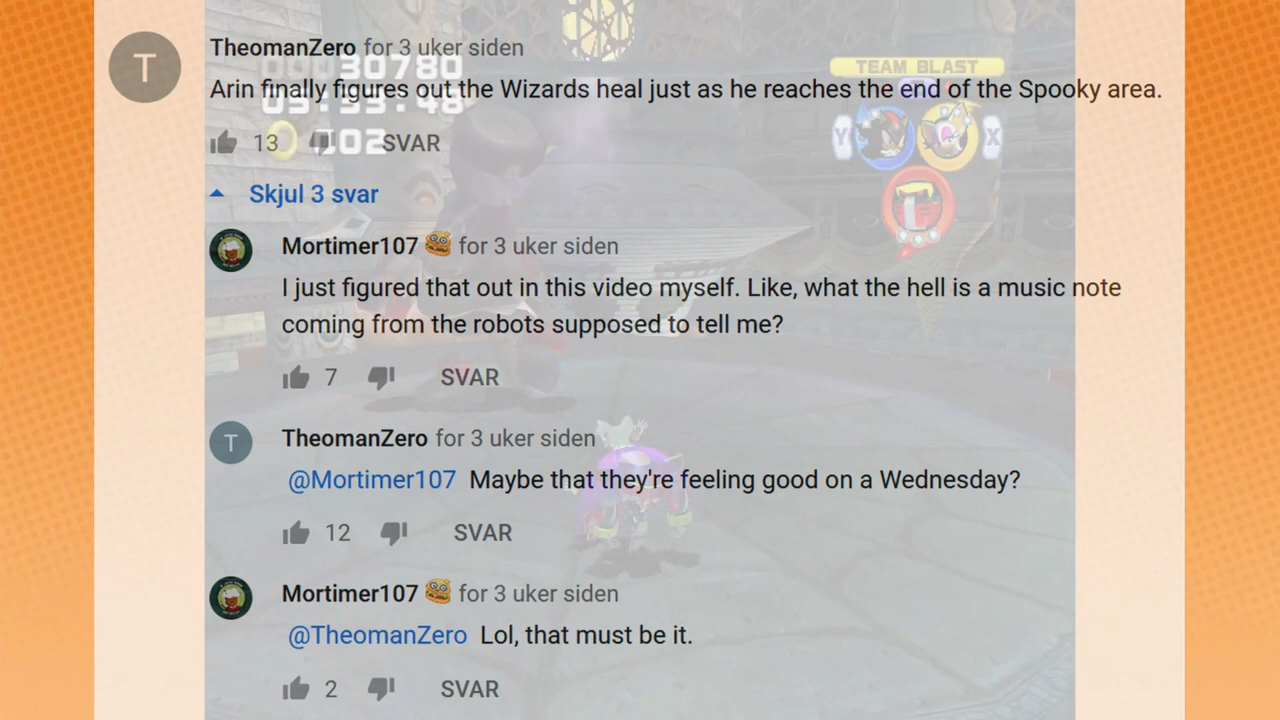 TheomanZero for 3 uker siden
30780
TEAM BLAST
Arin finally figures out the Wizards heal just as he reaches the end of the Spooky area.
Y X
T
13 SVAR
Skjul 3 svar
Mortimer107 for 3 uker siden
I just figured that out in this video myself. Like, what the hell is a music note
coming from the robots supposed to tell me?
7 SVAR
T
TheomanZero for 3 uker siden
@Mortimer107 Maybe that they're feeling good on a Wednesday?
12 SVAR
Mortimer107 for 3 uker siden
@TheomanZero Lol, that must be it.
2 SVAR